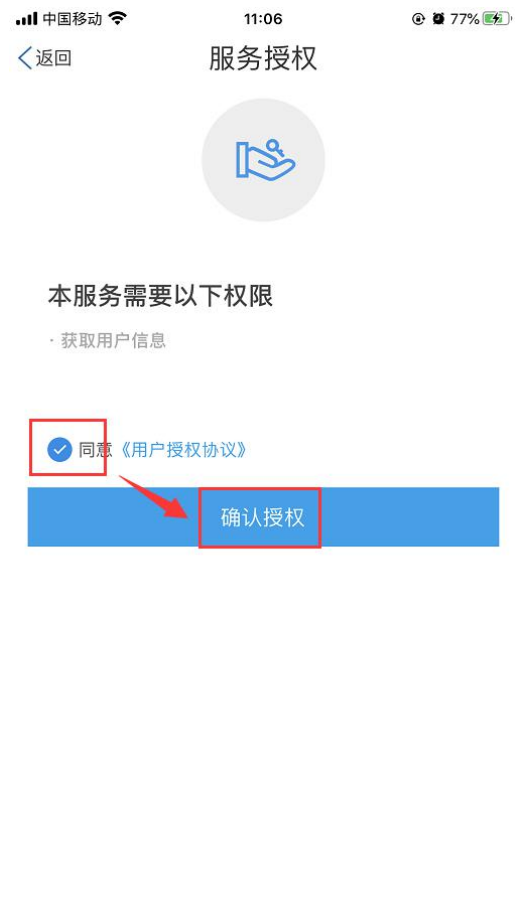 中国移动 11:06 77%
返回 服务授权
本服务需要以下权限
· 获取用户信息
同意《用户授权协议》
确认授权